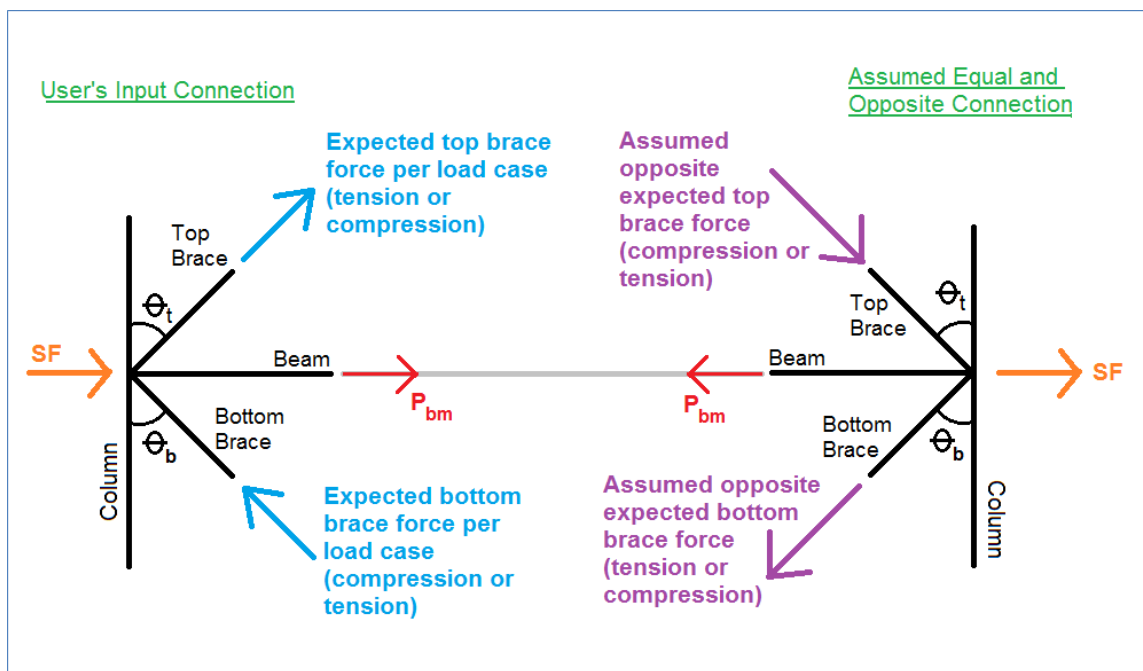 User's Input Connection
Assumed Equal and
Opposite Connection
Expected top brace
force per load case
(tension or
compression)
Assumed
opposite
expected top
brace force
(compression or
tension)
Top
Brace
Θt
Top
Brace
Θt
SF
Beam
Pbm
Pbm
Beam
SF
Bottom
Brace
Θb
Bottom
Brace
Θb
Column
Column
Expected bottom
brace force per
load case
(compression or
tension)
Assumed opposite
expected bottom
brace force
(tension or
compression)